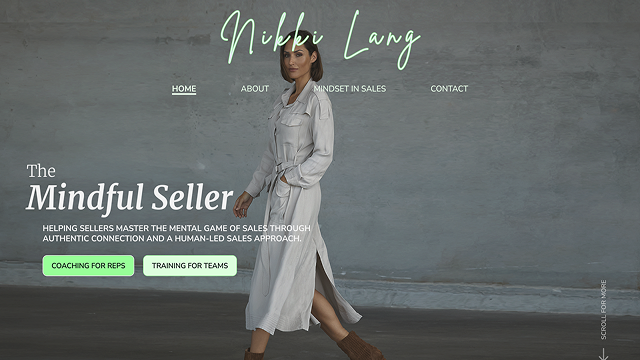 Nikki Lang
HOME ABOUT MINDSET IN SALES CONTACT
The
Mindful Seller
HELPING SELLERS MASTER THE MENTAL GAME OF SALES THROUGH
AUTHENTIC CONNECTION AND A HUMAN-LED SALES APPROACH.
COACHING FOR REPS TRAINING FOR TEAMS
SCROLL FOR MORE